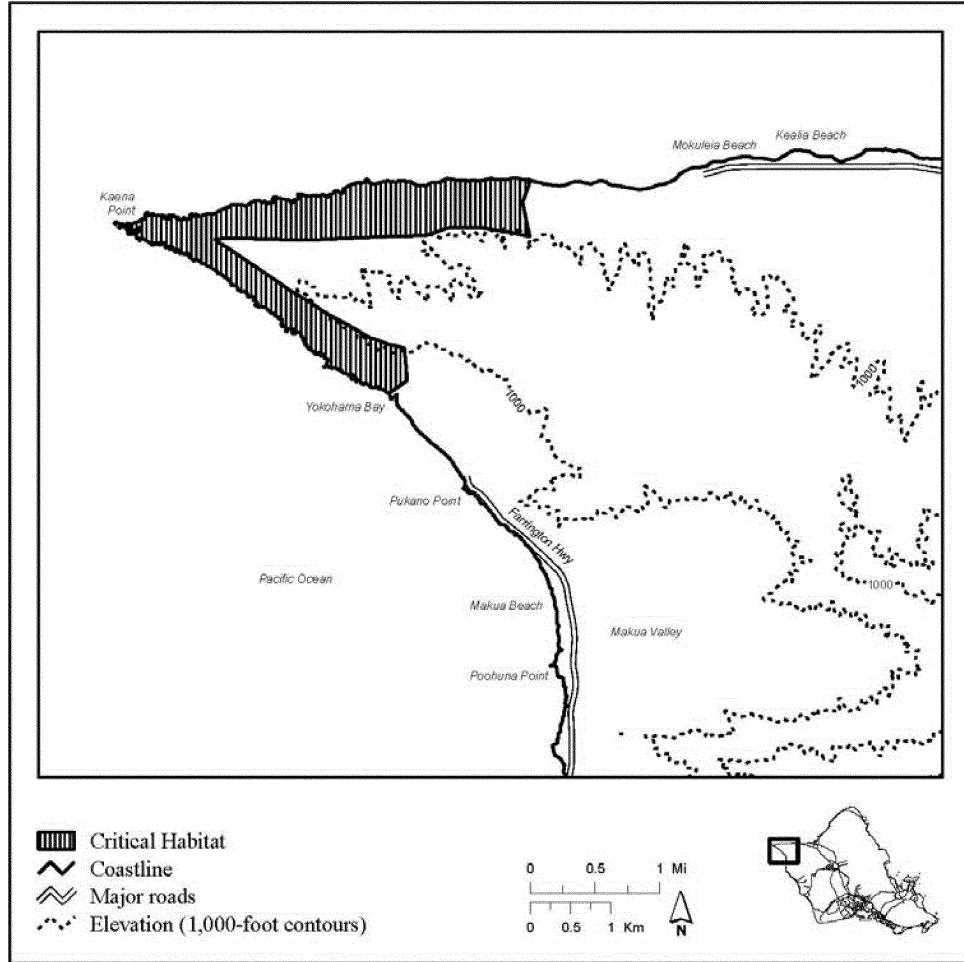 Kealia Beach
Mokuleia Beach
Kaena
Point
1000
1000
Yokohama Bay
Pukano Point
Farrington Hwy
Pacific Ocean
1000
Makua Beach
Makua Valley
Poohuna Point
Critical Habitat
Coastline
Major roads
Elevation (1,000-foot contours)
0 0.5 1 Mi
0 0.5 1 Km
N